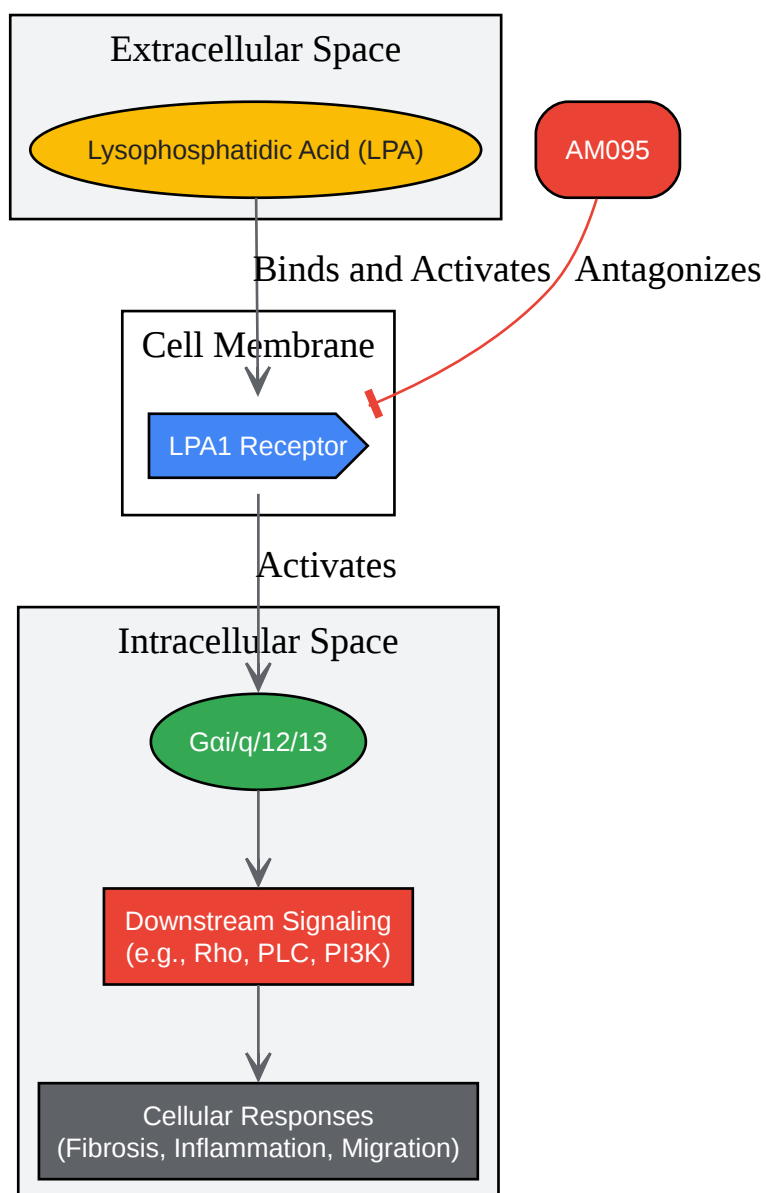 Extracellular Space
Lysophosphatidic Acid (LPA)
AM095
Binds and Activates
Antagonizes
Cell Membrane
LPA1 Receptor
Activates
Intracellular Space
Gαi/q/12/13
Downstream Signaling
(e.g., Rho, PLC, PI3K)
Cellular Responses
(Fibrosis, Inflammation, Migration)